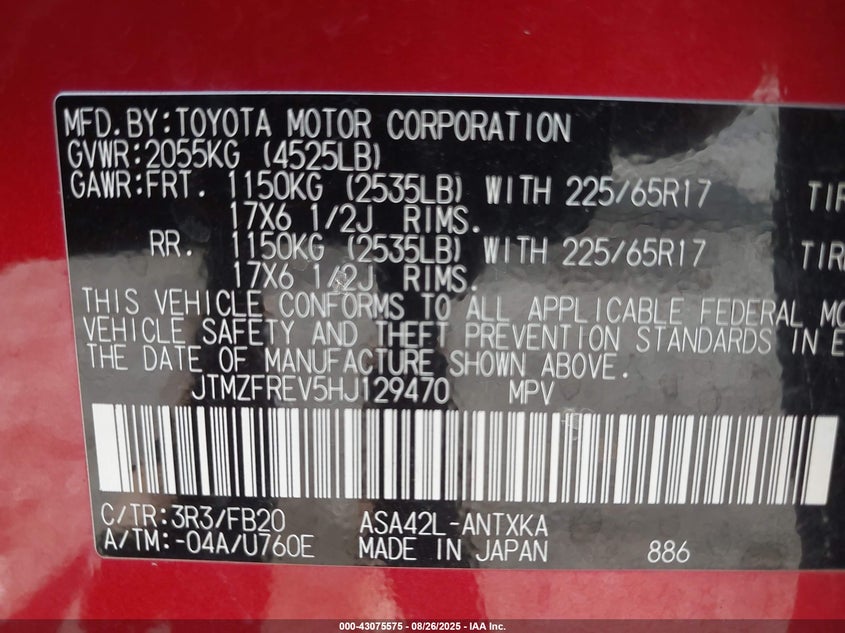 MFD.BY:TOYOTA MOTOR CORPORATION
GVWR:2055KG (4525LB)
GAWR:FRT. 1150KG (2535LB) WITH 225/65R17 TIR
17X6 1/2J RIMS.
RR. 1150KG (2535LB) WITH 225/65R17 TIR
17X6 1/2J RIMS.
THIS VEHICLE CONFORMS TO ALL APPLICABLE FEDERAL MO
VEHICLE SAFETY AND THEFT PREVENTION STANDARDS IN E
THE DATE OF MANUFACTURE SHOWN ABOVE.
JTMZFREV5HJ129470 MPV
C/TR:3R3/FB20 ASA42L-ANTXKA
A/TM:-04A/U760E MADE IN JAPAN 886
000-43075575 - 08/26/2025 - IAA Inc.